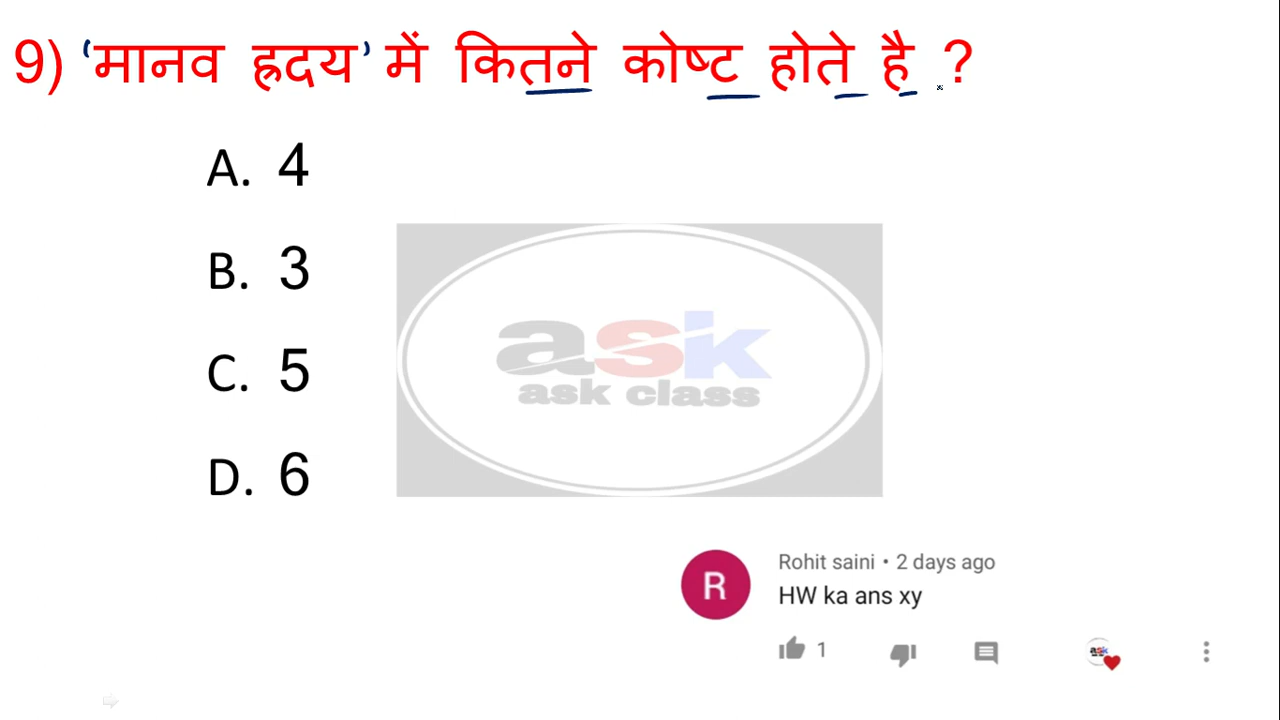 9) 'मानव ह्रदय' में कितने कोष्ट होते है ?
A. 4
B. 3
C. 5
D. 6
ask
ask class
R
Rohit saini • 2 days ago
HW ka ans xy
1
ask